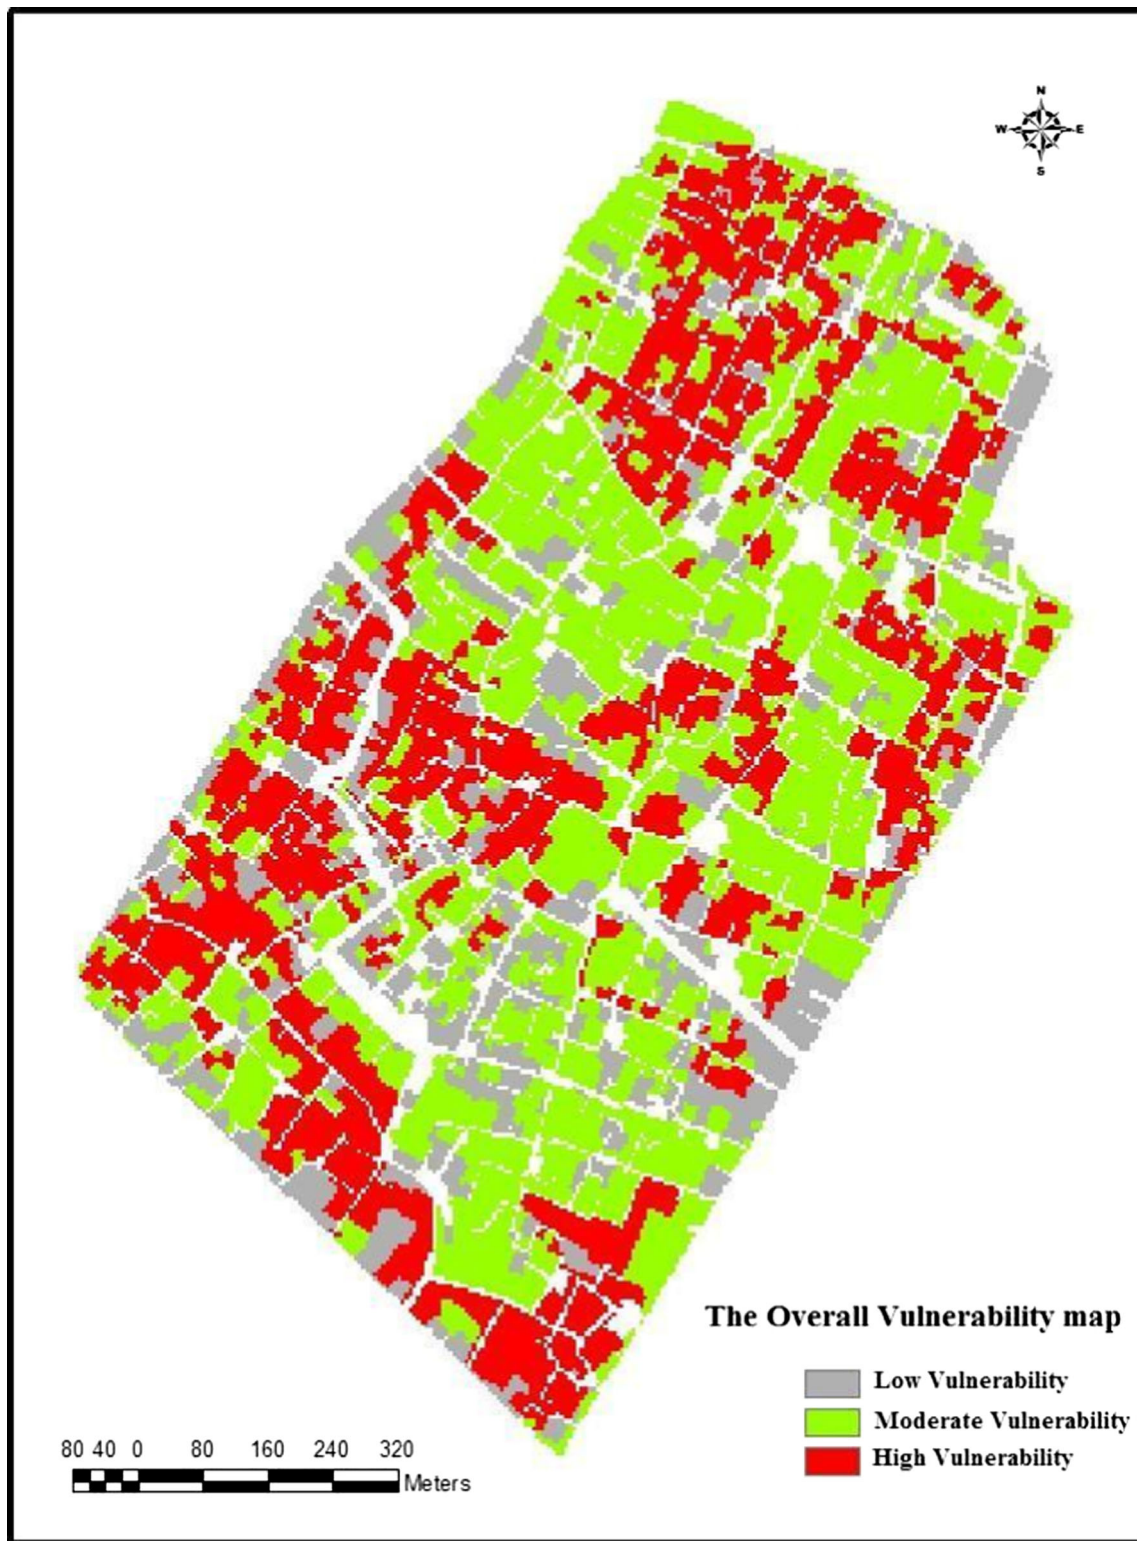 N
W E
S
The Overall Vulnerability map
Low Vulnerability
Moderate Vulnerability
High Vulnerability
80 40 0 80 160 240 320
Meters